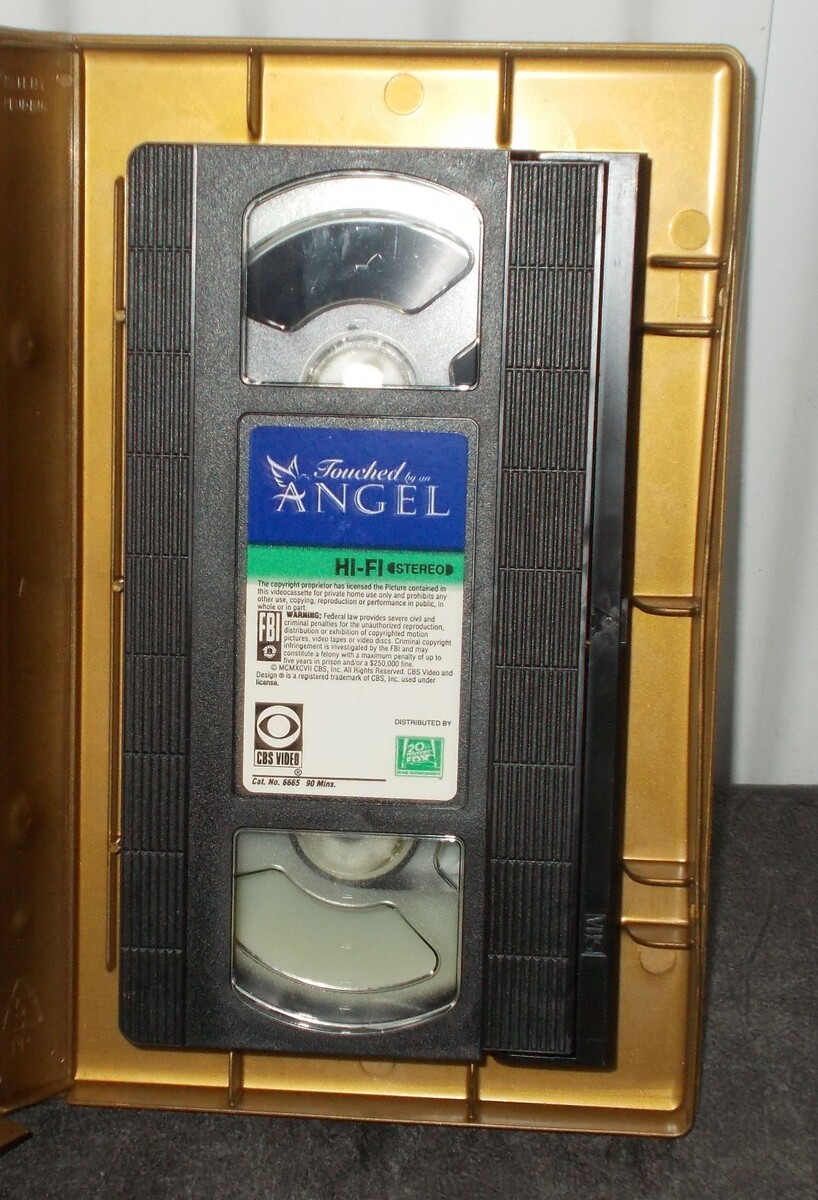 Touched by an
ANGEL
HI-FI STEREO
The copyright proprietor has licensed the Picture contained in
this videocassette for private home use only and prohibits any
other use, copying, reproduction or performance in public, in
whole or in part.
FBI WARNING: Federal law provides severe civil and
criminal penalties for the unauthorized reproduction,
distribution or exhibition of copyrighted motion
pictures, video tapes or video discs. Criminal copyright
infringement is investigated by the FBI and may
constitute a felony with a maximum penalty of up to
five years in prison and/or a $250,000 fine.
© MCMXCVII CBS, Inc. All Rights Reserved. CBS Video and
Design ® is a registered trademark of CBS, Inc. used under
license.
DISTRIBUTED BY
CBS VIDEO ®
20th CENTURY FOX
Cat. No. 6665 90 Mins.
VHS